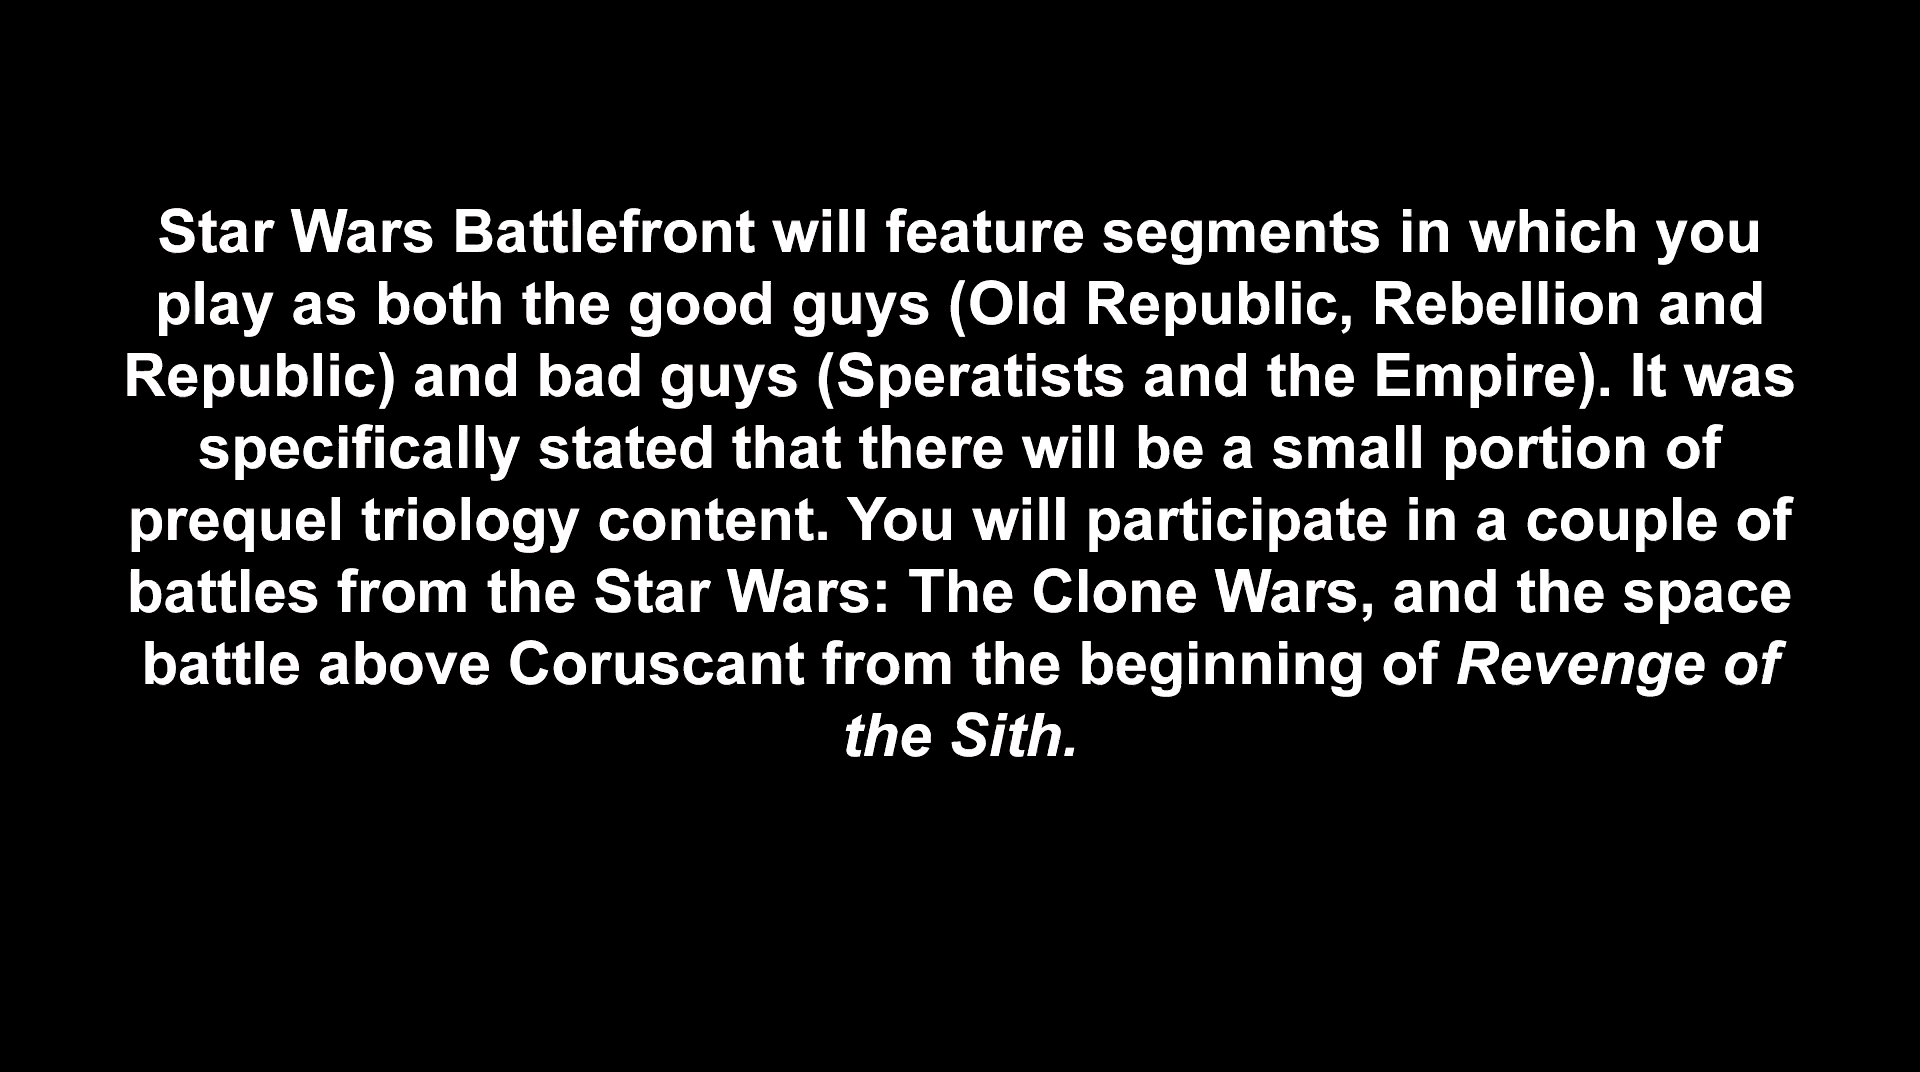 Star Wars Battlefront will feature segments in which you
play as both the good guys (Old Republic, Rebellion and
Republic) and bad guys (Speratists and the Empire). It was
specifically stated that there will be a small portion of
prequel triology content. You will participate in a couple of
battles from the Star Wars: The Clone Wars, and the space
battle above Coruscant from the beginning of Revenge of
the Sith.